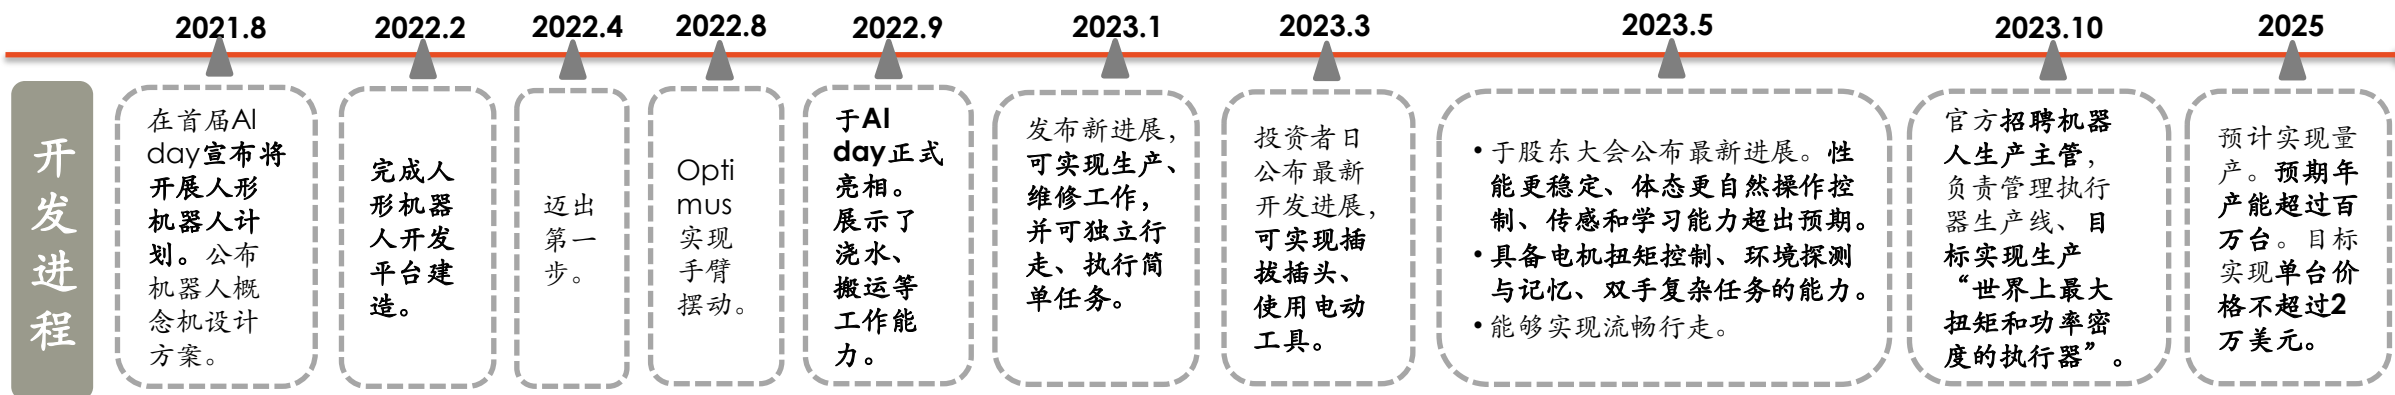 2021.8
2022.2
2022.4
2022.8
2022.9
2023.1
2023.3
2023.5
2023.10
2025
开发进程
在首届AI
day宣布将
开展人形
机器人计
划。公布
机器人概
念机设计
方案。
完成人
形机器
人开发
平台建
造。
迈出
第一
步。
Opti
mus
实现
手臂
摆动。
于AI
day正式
亮相。
展示了
浇水、
搬运等
工作能
力。
发布新进展，
可实现生产、
维修工作，
并可独立行
走、执行简
单任务。
投资者日
公布最新
开发进展，
可实现插
拔插头、
使用电动
工具。
•于股东大会公布最新进展。性
能更稳定、体态更自然操作控
制、传感和学习能力超出预期。
•具备电机扭矩控制、环境探测
与记忆、双手复杂任务的能力。
•能够实现流畅行走。
官方招聘机器
人生产主管，
负责管理执行
器生产线、目
标实现生产
“世界上最大
扭矩和功率密
度的执行器”。
预计实现量
产。预期年
产能超过百
万台。目标
实现单台价
格不超过2
万美元。